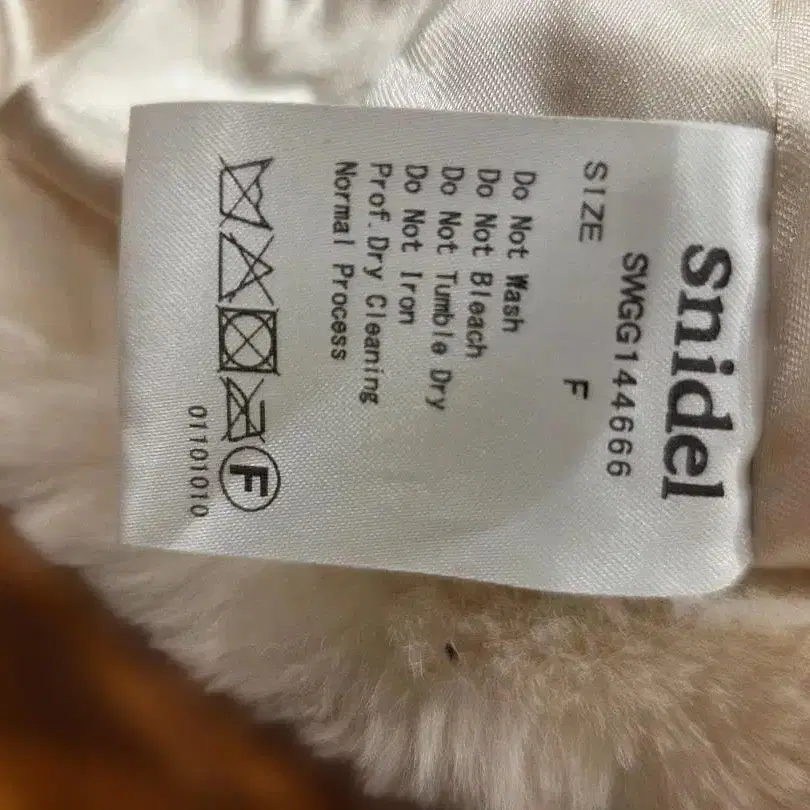 Snidel
SWGG144666
SIZE F
Do Not Wash
Do Not Bleach
Do Not Tumble Dry
Do Not Iron
Prof.Dry Cleaning
Normal Process
F
01101010